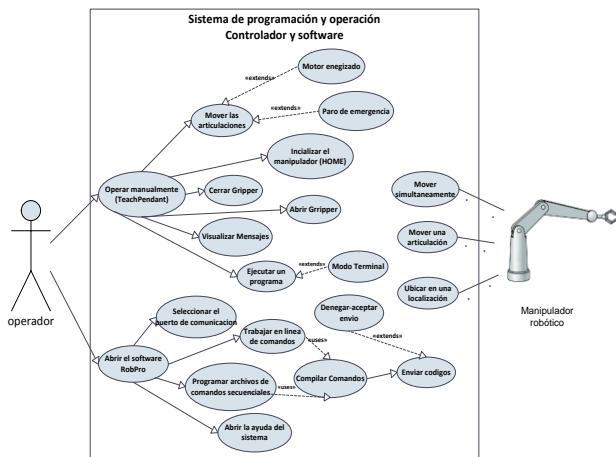 Sistema de programación y operación
Controlador y software
Motor enegizado
«extends»
Mover las
articulaciones
«extends»
Paro de emergencia
Incializar el
manipulador (HOME)
Mover
simultaneamente
Operar manualmente
(TeachPendant)
Cerrar Gripper
Abrir Grripper
Mover una
articulación
Visualizar Mensajes
Ejecutar un
programa
«extends»
Modo Terminal
Ubicar en una
localización
operador
Manipulador
robótico
Seleccionar el
puerto de comunicacion
Denegar-aceptar
envio
Trabajar en linea
de comandos
«uses»
«extends»
Abrir el software
RobPro
Programar archivos de
comandos secuenciales
«uses»
Compilar Comandos
Enviar codigos
Abrir la ayuda del
sistema